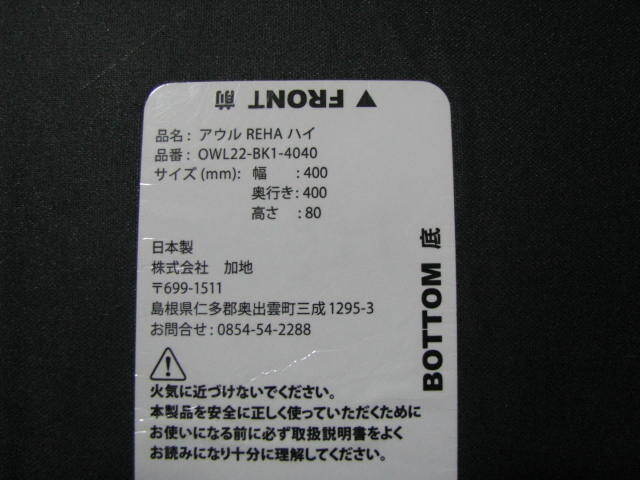 ▼ FRONT 前
品名: アウル REHA ハイ
品番: OWL22-BK1-4040
サイズ (mm): 幅 :400
奥行き: 400
高さ : 80
日本製
株式会社 加地
〒699-1511
島根県仁多郡奥出雲町三成 1295-3
お問合せ : 0854-54-2288
火気に近づけないでください。
本製品を安全に正しく使っていただくために
お使いになる前に必ず取扱説明書をよく
お読みになり十分に理解してください。
BOTTOM 底